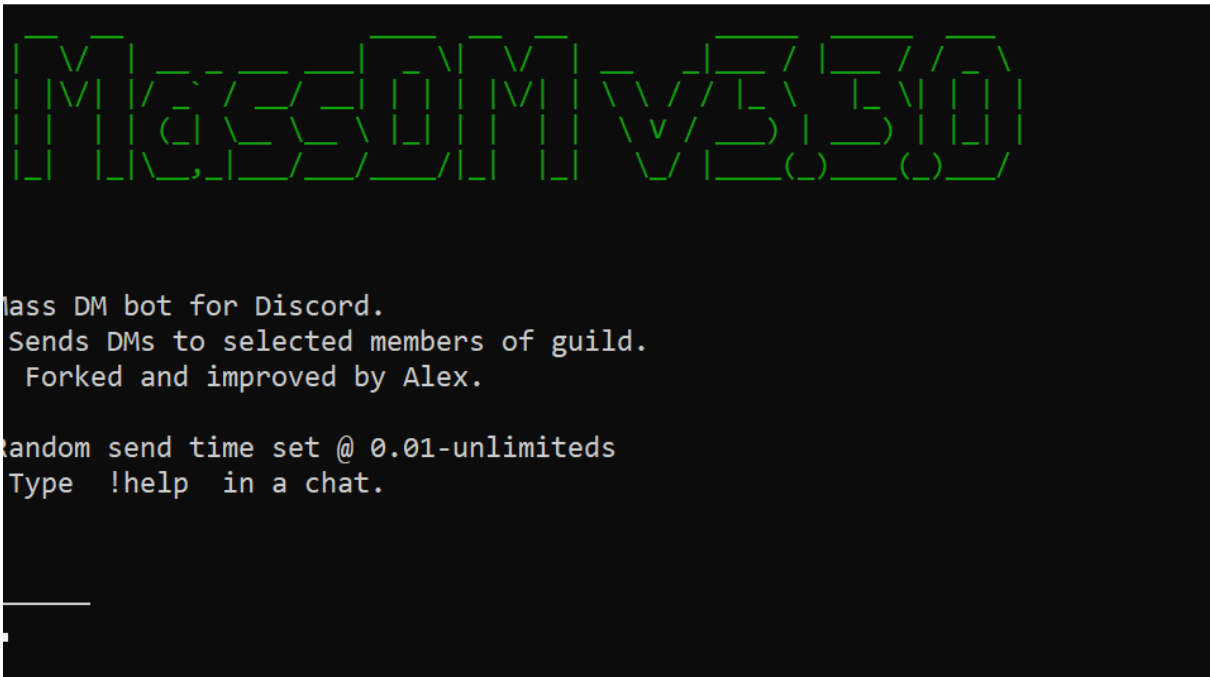 MassDM v3.3.0
Mass DM bot for Discord.
Sends DMs to selected members of guild.
Forked and improved by Alex.
Random send time set @ 0.01-unlimiteds
Type !help in a chat.